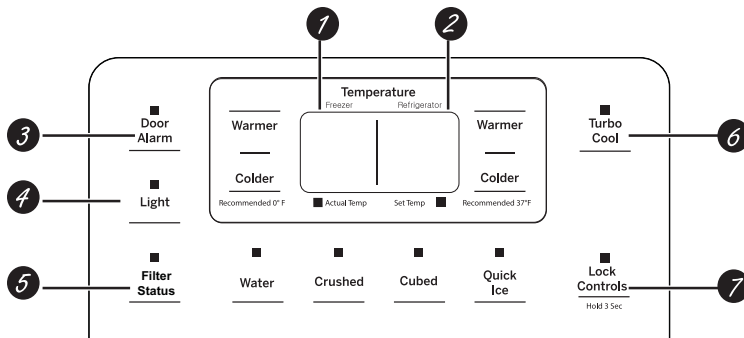 1
2
Temperature
Freezer
Refrigerator
3
Door
Alarm
Warmer
Warmer
Turbo
Cool
6
4
Light
Colder
Colder
Recommended 0° F
Actual Temp
Set Temp
Recommended 37°F
5
Filter
Status
Water
Crushed
Cubed
Quick
Ice
Lock
Controls
Hold 3 Sec
7